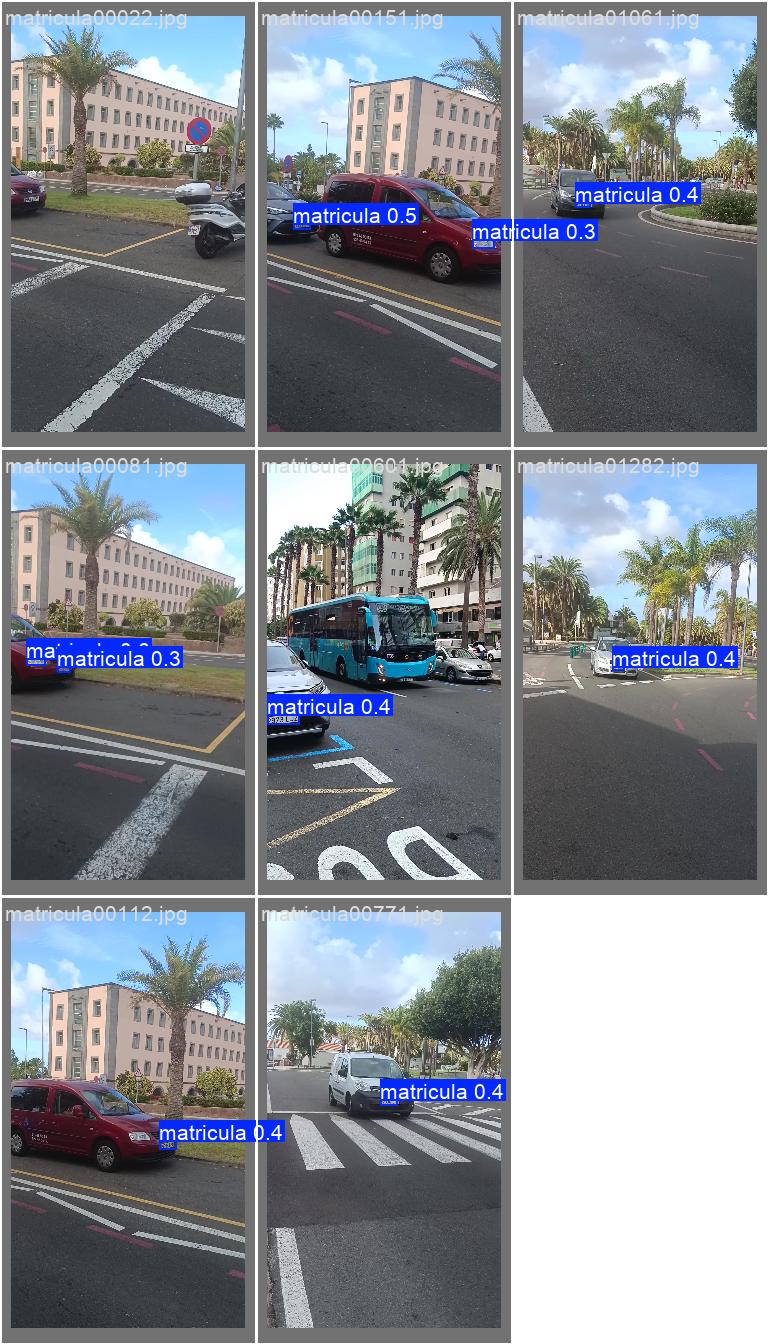 matricula00022.jpg
matricula00151.jpg
matricula01061.jpg
matricula 0.5
matricula 0.3
matricula 0.4
matricula00081.jpg
matricula00601.jpg
matricula01282.jpg
matricula 0.3
matricula 0.4
matricula 0.4
matricula00112.jpg
matricula00771.jpg
matricula 0.4
matricula 0.4